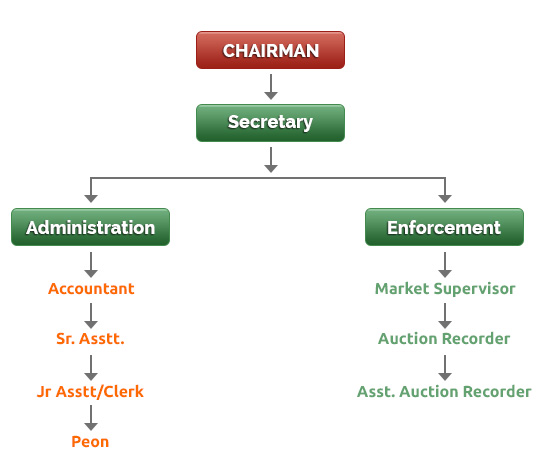 CHAIRMAN
Secretary
Administration
Enforcement
Accountant
Market Supervisor
Sr. Asstt.
Auction Recorder
Jr Asstt/Clerk
Asst. Auction Recorder
Peon